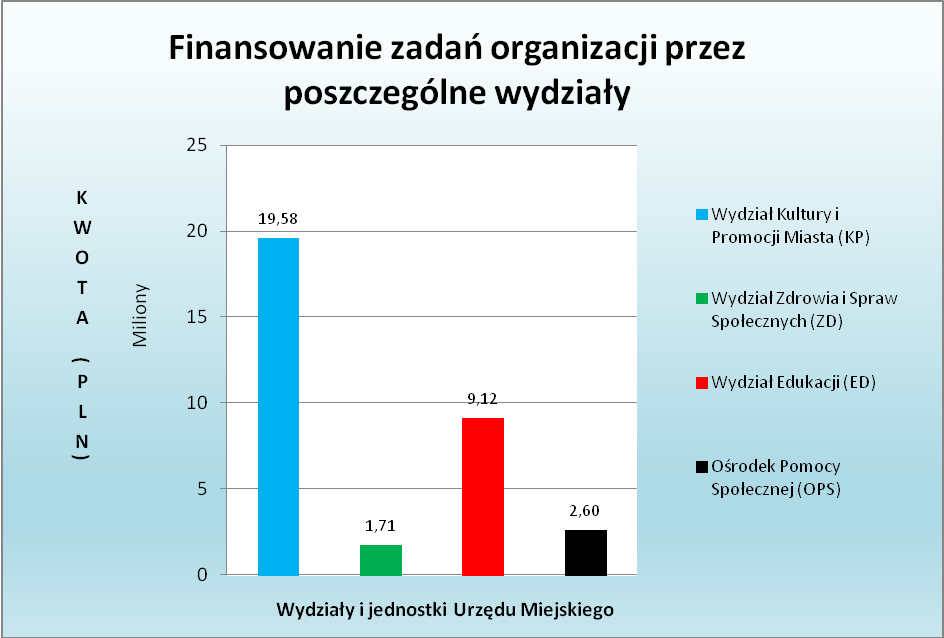 Finansowanie zadań organizacji przez
poszczególne wydziały
KWOTA (PLN)
Miliony
25
20
15
10
5
0
19,58
1,71
9,12
2,60
Wydziały i jednostki Urzędu Miejskiego
Wydział Kultury i
Promocji Miasta (KP)
Wydział Zdrowia i Spraw
Społecznych (ZD)
Wydział Edukacji (ED)
Ośrodek Pomocy
Społecznej (OPS)